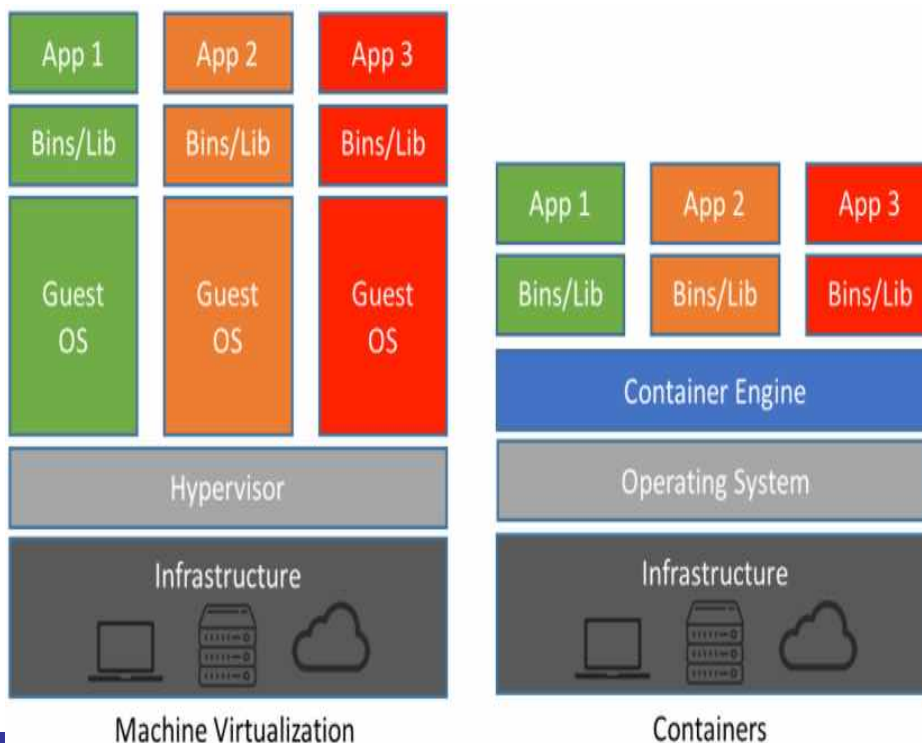 App 1
App 2
App 3
Bins/Lib
Bins/Lib
Bins/Lib
Guest
OS
Guest
OS
Guest
OS
Hypervisor
Infrastructure
Machine Virtualization
App 1
App 2
App 3
Bins/Lib
Bins/Lib
Bins/Lib
Container Engine
Operating System
Infrastructure
Containers